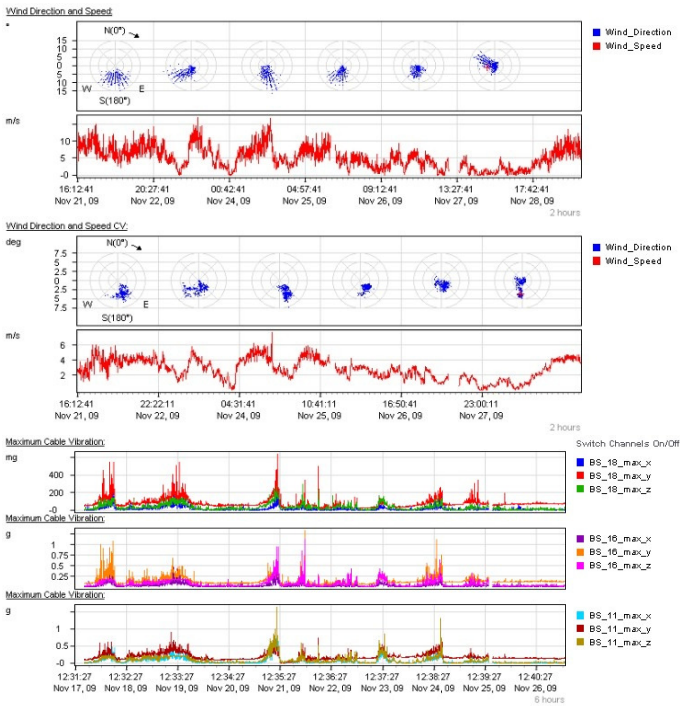 Wind Direction and Speed:
°
N(0°)
15
10
5
0
5
10
15
W
E
S(180°)
Wind_Direction
Wind_Speed
m/s
10
5
-0
16:12:41 20:27:41 00:42:41 04:57:41 09:12:41 13:27:41 17:42:41
Nov 21, 09 Nov 22, 09 Nov 24, 09 Nov 25, 09 Nov 26, 09 Nov 27, 09 Nov 28, 09
2 hours
Wind Direction and Speed CV:
deg
N(0°)
7.5
5
2.5
0
2.5
5
7.5
W
E
S(180°)
Wind_Direction
Wind_Speed
m/s
6
4
2
16:12:41 22:22:11 04:31:41 10:41:11 16:50:41 23:00:11
Nov 21, 09 Nov 22, 09 Nov 24, 09 Nov 25, 09 Nov 26, 09 Nov 27, 09
2 hours
Maximum Cable Vibration:
Switch Channels On/Off
mg
400
200
-0
BS_18_max_x
BS_18_max_y
BS_18_max_z
Maximum Cable Vibration:
g
1
0.75
0.5
0.25
BS_16_max_x
BS_16_max_y
BS_16_max_z
Maximum Cable Vibration:
g
1
0.5
-0
BS_11_max_x
BS_11_max_y
BS_11_max_z
12:31:27 12:32:27 12:33:27 12:34:27 12:35:27 12:36:27 12:37:27 12:38:27 12:39:27 12:40:27
Nov 17, 09 Nov 18, 09 Nov 19, 09 Nov 20, 09 Nov 21, 09 Nov 22, 09 Nov 23, 09 Nov 24, 09 Nov 25, 09 Nov 26, 09
6 hours